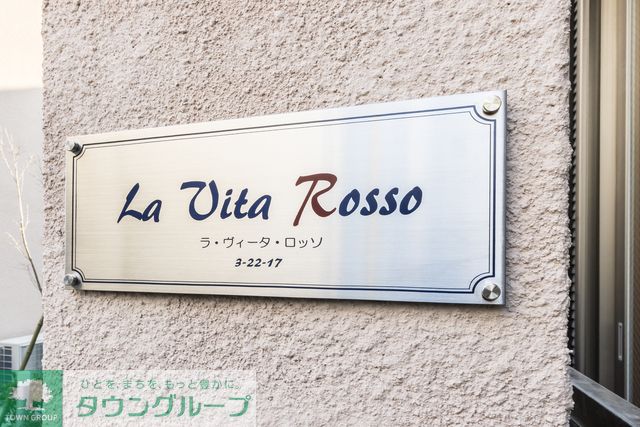 La Vita Rosso
ラ・ヴィータ・ロッソ
3-22-17
ひとを、まちを、もっと豊かに。
タウングループ
TOWN GROUP